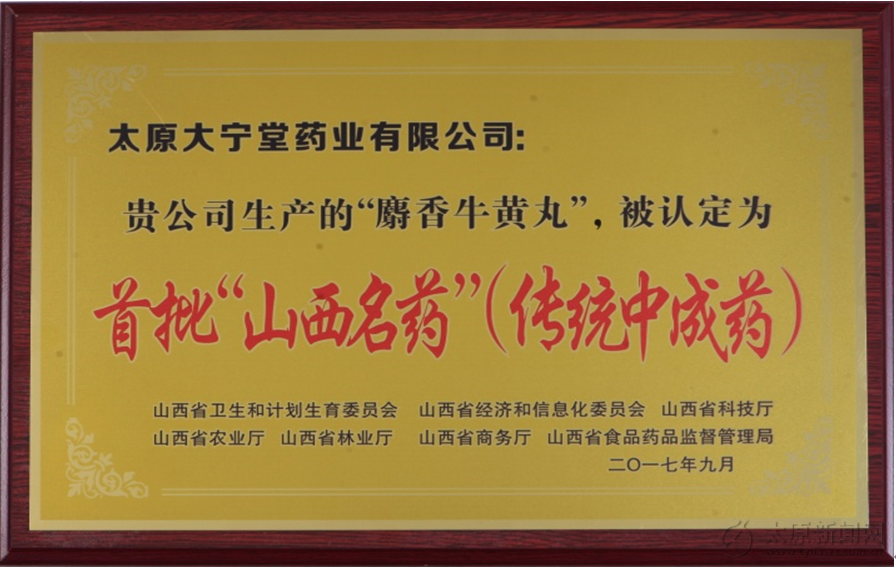 太原大宁堂药业有限公司：
贵公司生产的“麝香牛黄丸”，被认定为
首批“山西名药”（传统中成药）
山西省卫生和计划生育委员会 山西省经济和信息化委员会 山西省科技厅
山西省农业厅 山西省林业厅 山西省商务厅 山西省食品药品监督管理局
二〇一七年九月
太原新闻网